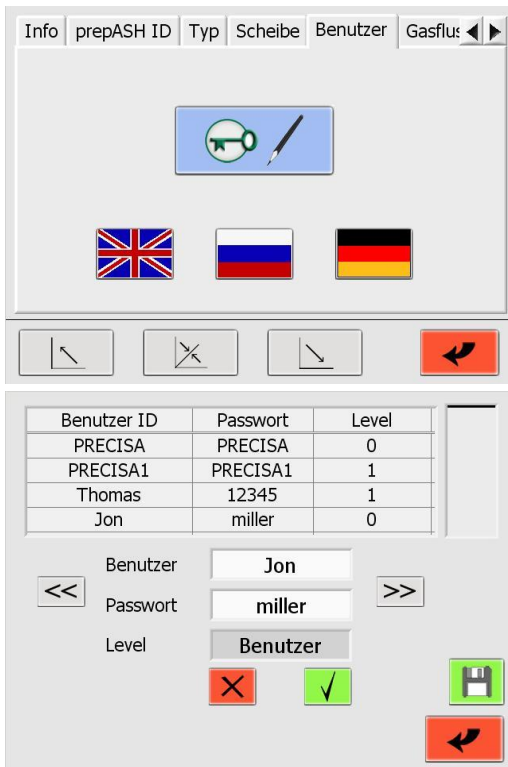 Info prepASH ID Typ Scheibe Benutzer Gasflus
Benutzer ID Passwort Level
PRECISA PRECISA 0
PRECISA1 PRECISA1 1
Thomas 12345 1
Jon miller 0
Benutzer Jon
<< >>
Passwort miller
Level Benutzer